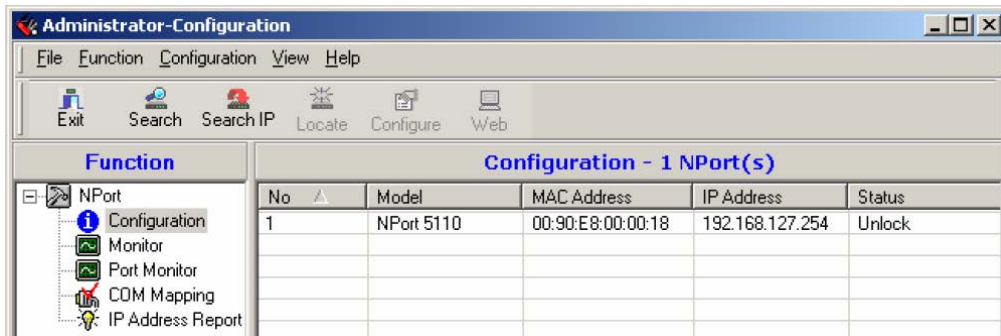 Administrator-Configuration
File Function Configuration View Help
Exit Search Search IP Locate Configure Web
Function
Configuration - 1 NPort(s)
NPort
Configuration
Monitor
Port Monitor
COM Mapping
IP Address Report
No Model MAC Address IP Address Status
1 NPort 5110 00:90:E8:00:00:18 192.168.127.254 Unlock